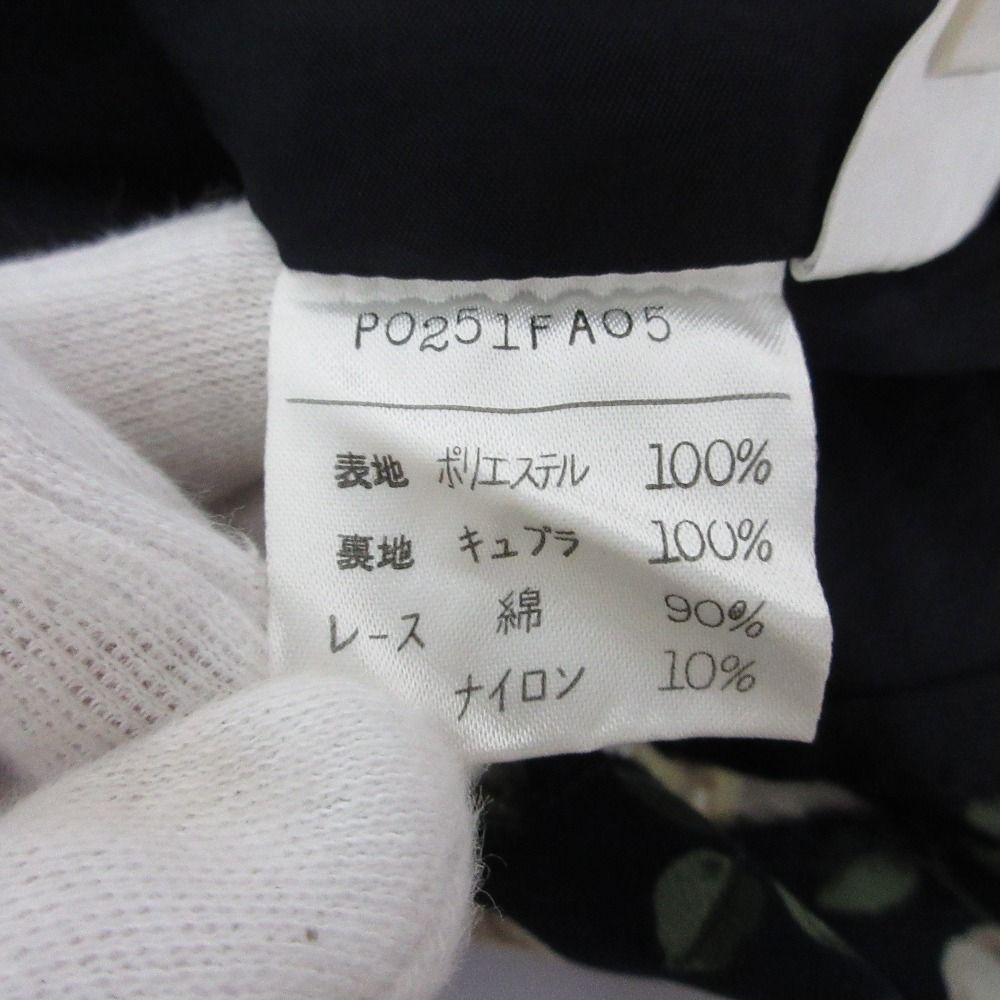 P0251FA05
表地 ポリエステル 100%
裏地 キュプラ 100%
レース 綿 90%
ナイロン 10%